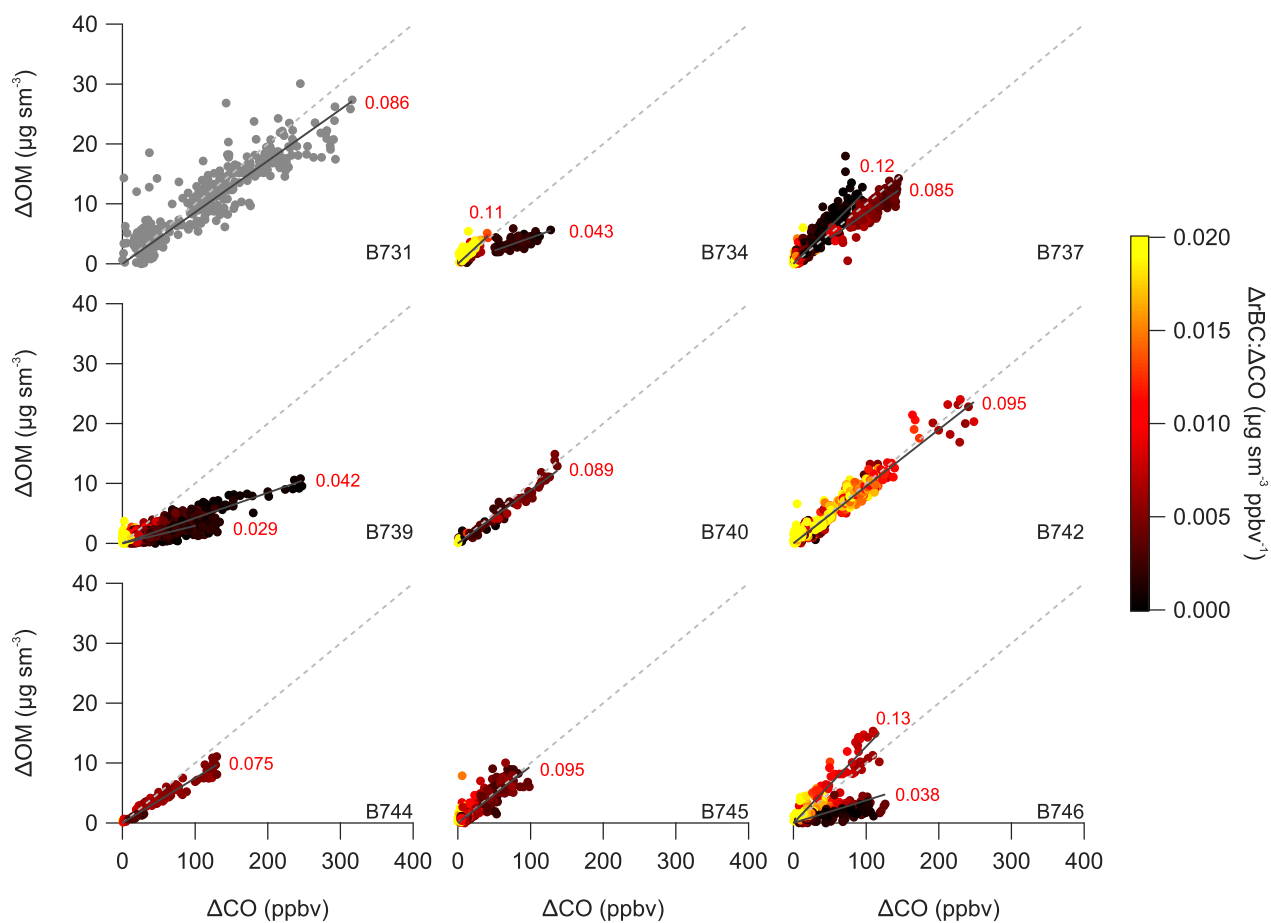 40
30
20
10
0
ΔOM (µg sm⁻³)
0.086
B731
0.11
0.043
B734
0.12
0.085
B737
40
30
20
10
0
ΔOM (µg sm⁻³)
0.042
0.029
B739
0.089
B740
0.095
B742
40
30
20
10
0
ΔOM (µg sm⁻³)
0.075
B744
0.095
B745
0.13
0.038
B746
0 100 200 300 400
0 100 200 300 400
0 100 200 300 400
ΔCO (ppbv)
ΔCO (ppbv)
ΔCO (ppbv)
0.020
0.015
0.010
0.005
0.000
ΔrBC:ΔCO (µg sm⁻³ ppbv⁻¹)